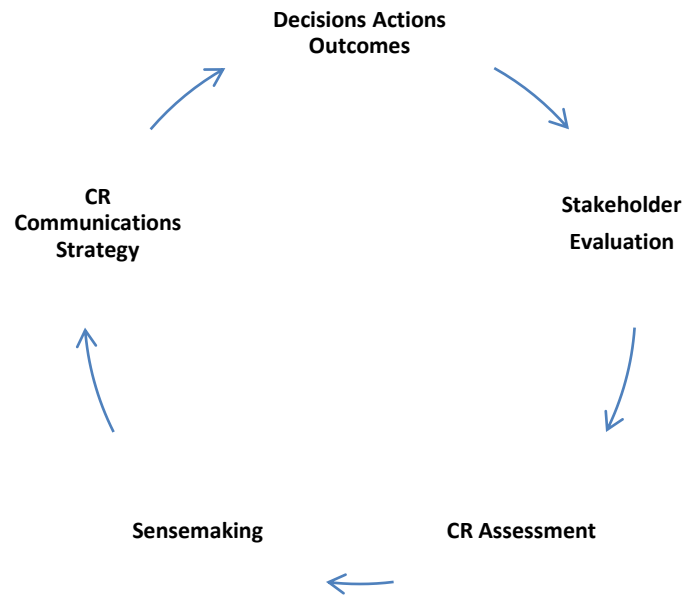 Decisions Actions
Outcomes
Stakeholder
Evaluation
CR Assessment
Sensemaking
CR
Communications
Strategy